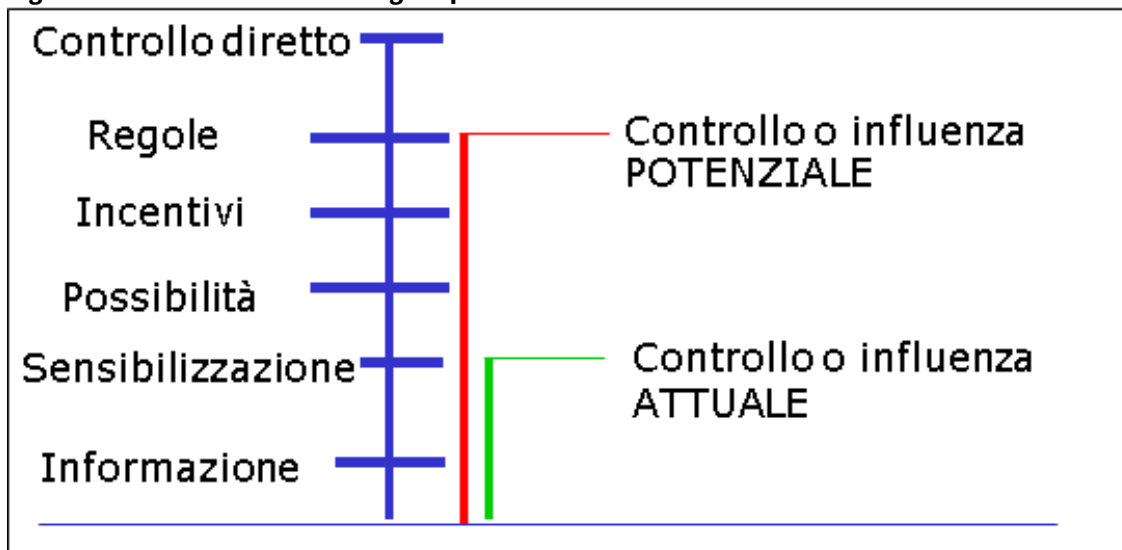 Controllo diretto
Regole
Incentivi
Possibilità
Sensibilizzazione
Informazione
Controllo o influenza
POTENZIALE
Controllo o influenza
ATTUALE